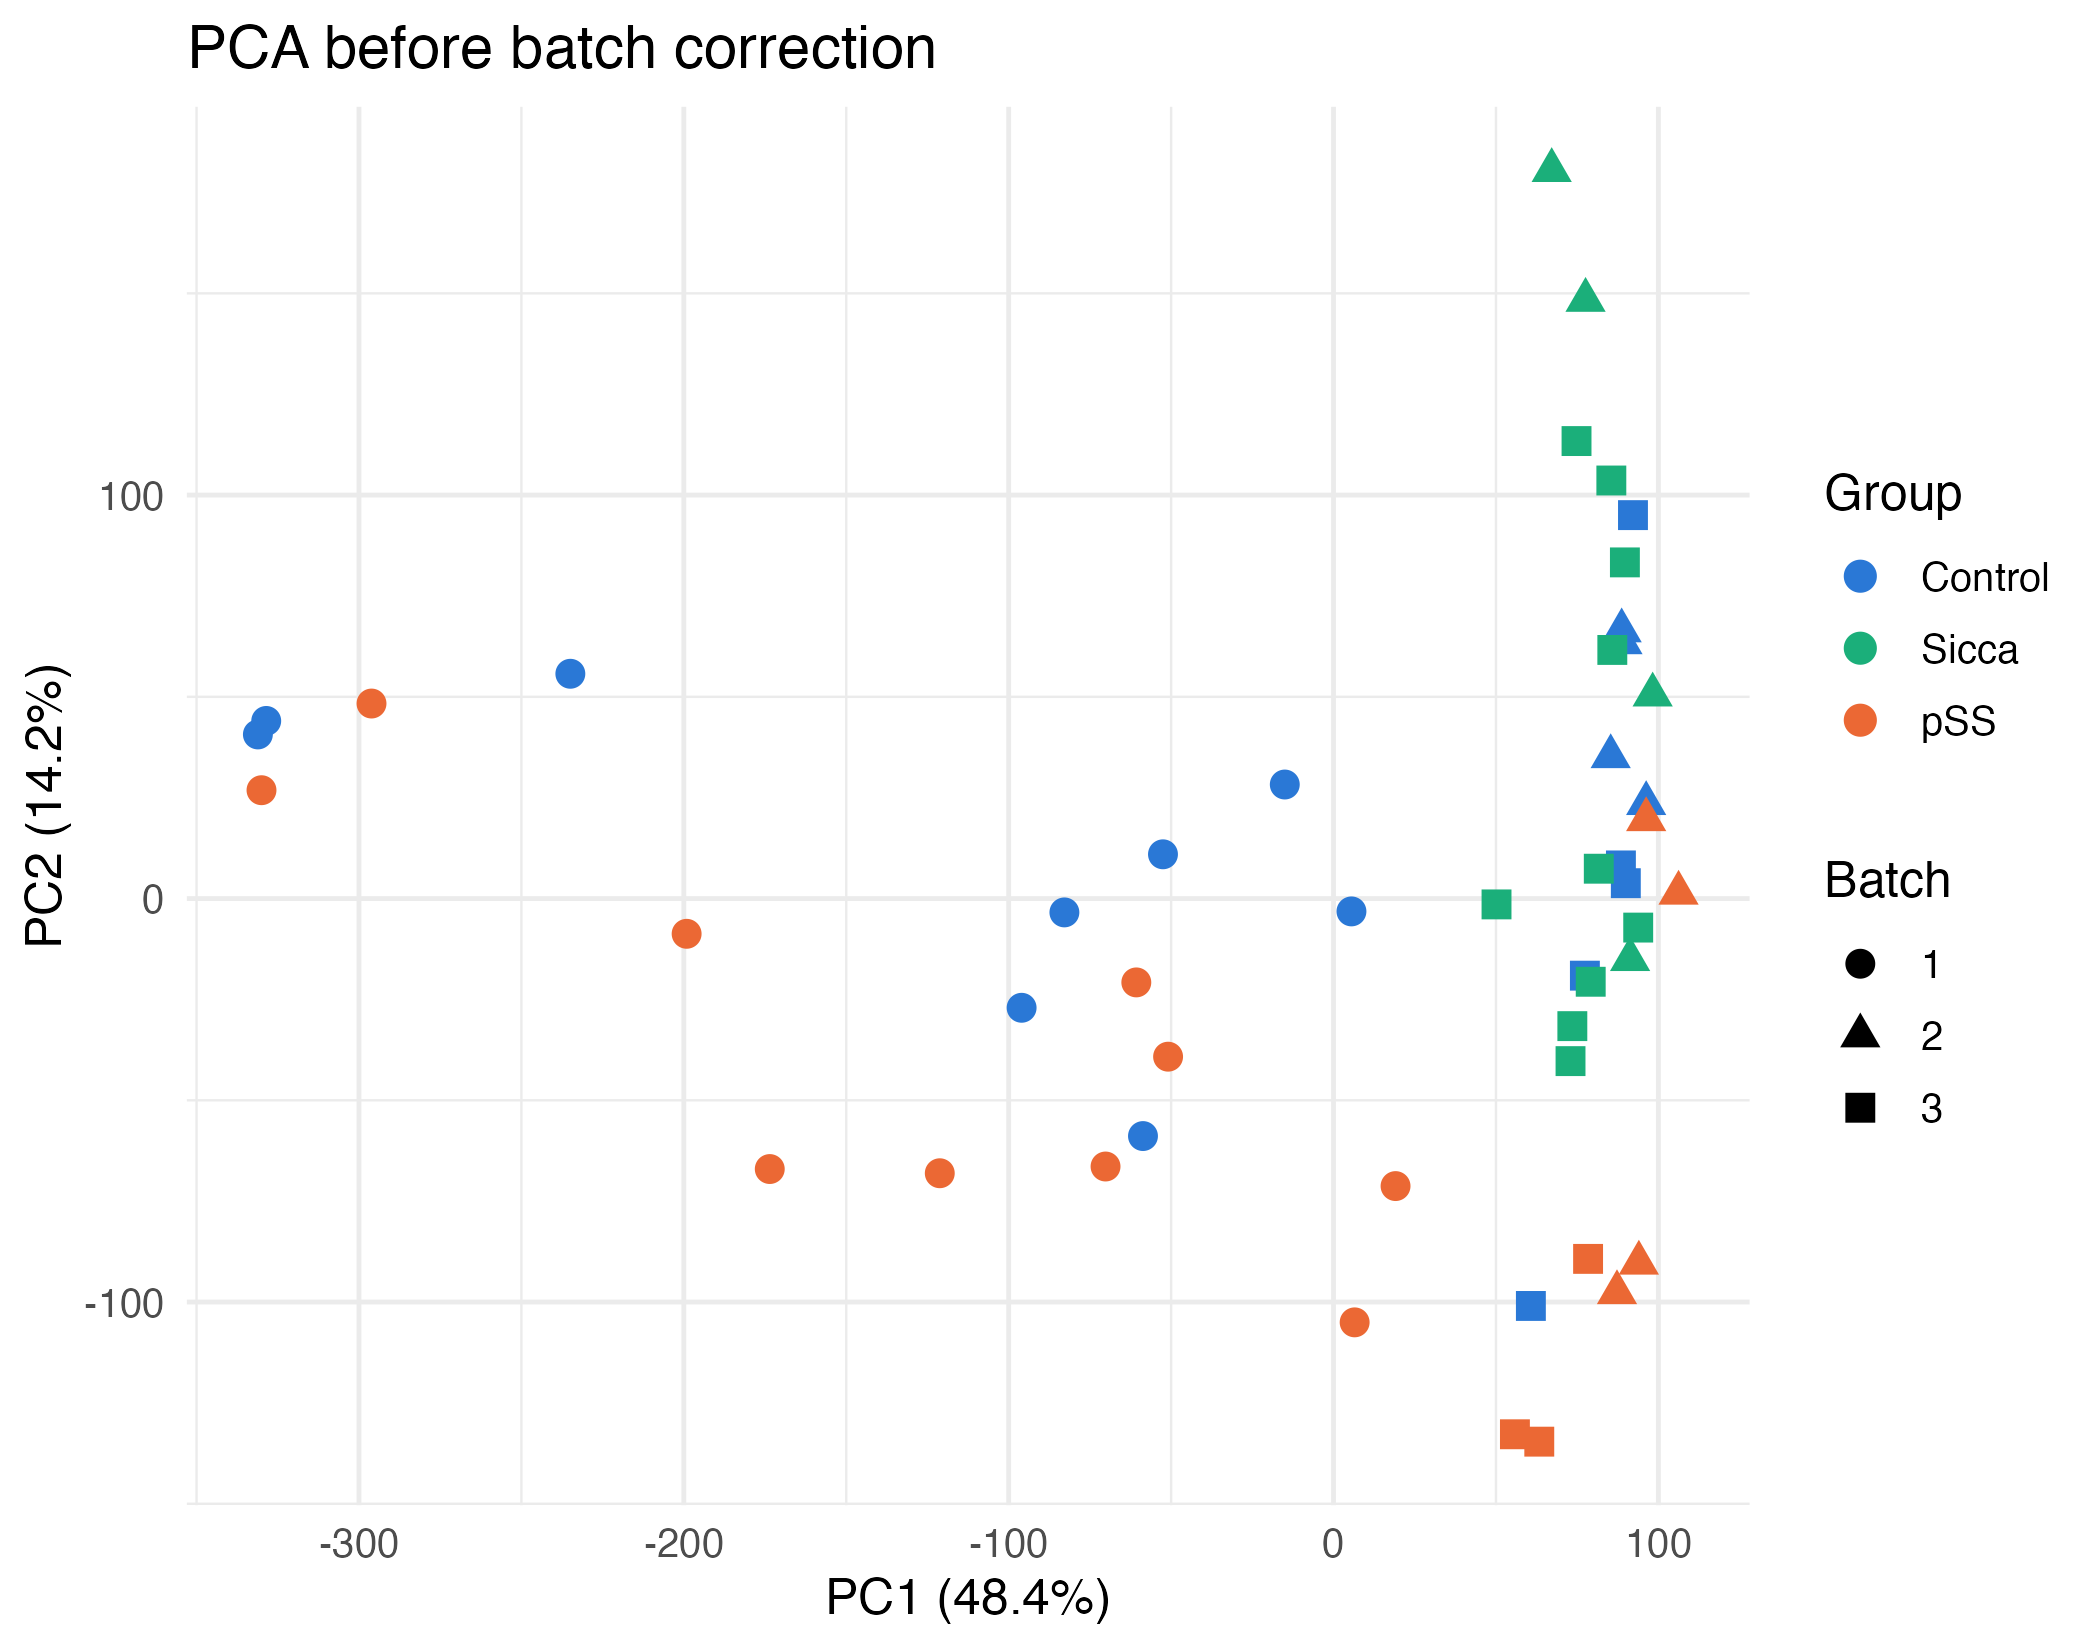 PCA before batch correction
PC2 (14.2%)
100
0
-100
-300
-200
-100
0
100
PC1 (48.4%)
Group
Control
Sicca
pSS
Batch
1
2
3